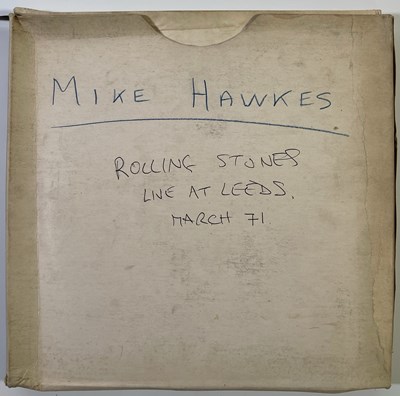 MIKE HAWKES.
ROLLING STONES
LIVE AT LEEDS.
MARCH 71